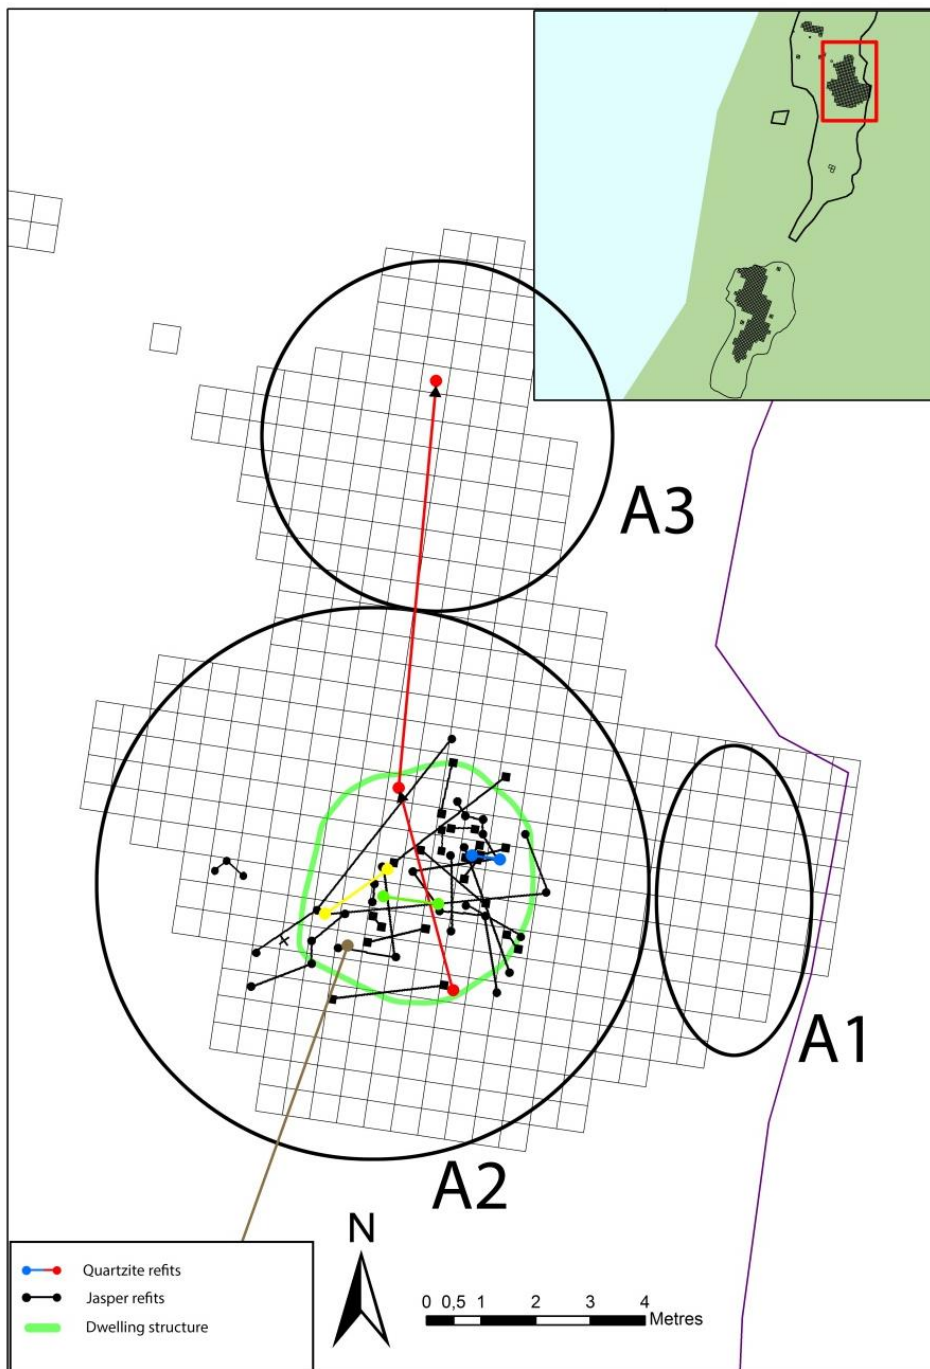 A3
A1
A2
N
Quartzite refits
Jasper refits
Dwelling structure
0 0,5 1 2 3 4
Metres